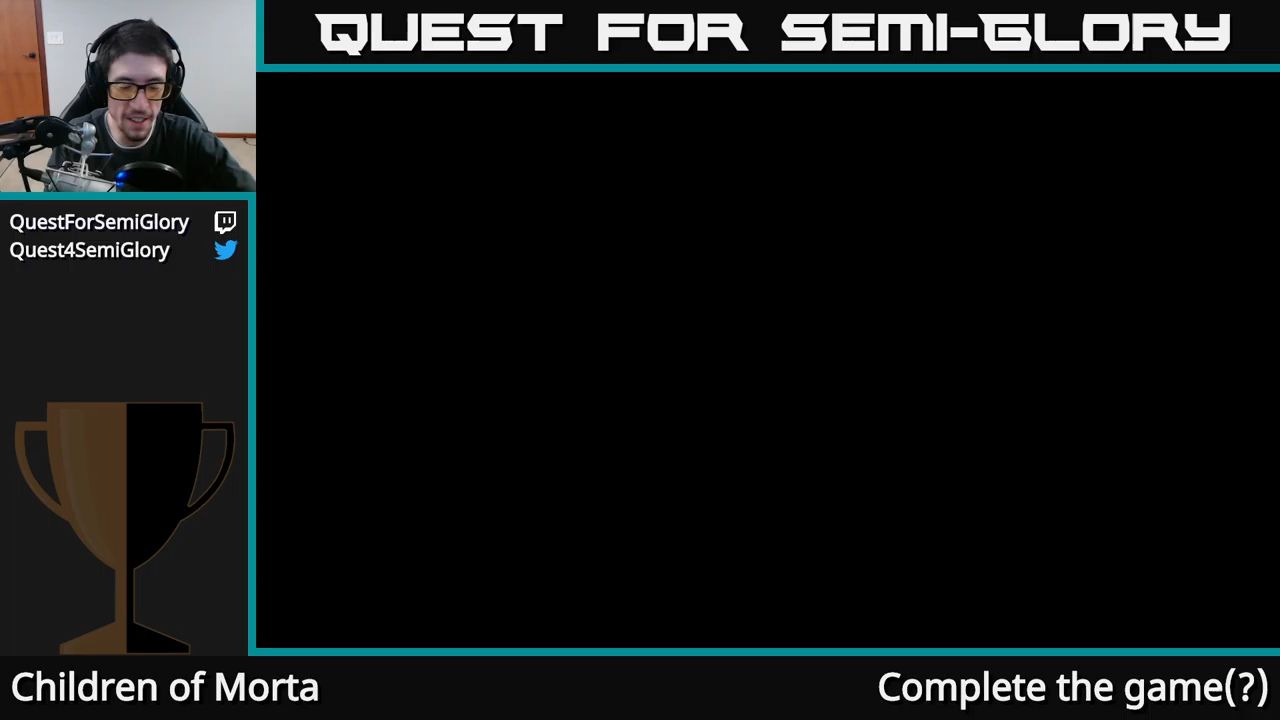 QUEST FOR SEMI-GLORY
QuestForSemiGlory
Quest4SemiGlory
Children of Morta
Complete the game(?)